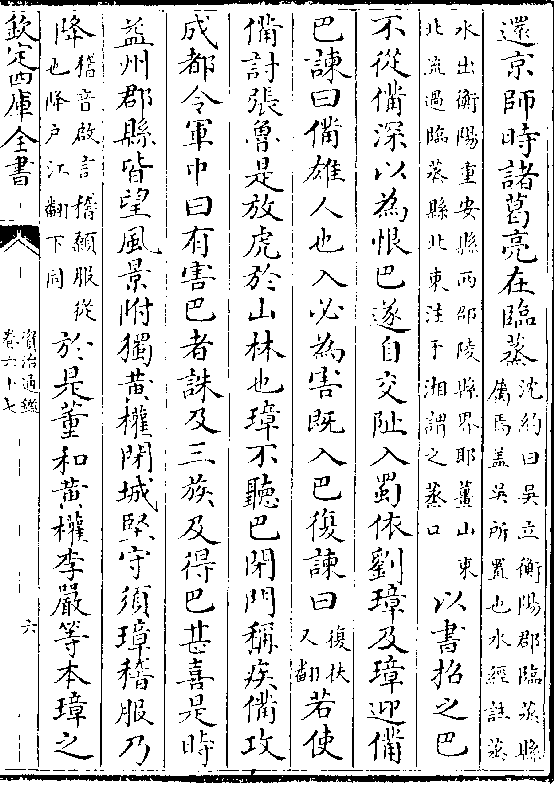 還京師時諸葛亮在臨蒸沈約曰吳立衡陽郡臨蒸縣屬焉盖吳所置也水經註蒸
水出衡陽重安縣西邵陵縣界耶薑山東北流過臨蒸縣北東注于湘謂之蒸口以書招之巴
不從備深以為恨巴遂自交趾入蜀依劉璋及璋迎備
巴諫曰備雄人也入必為害既入巴復諫曰復扶又翻若使
備討張魯是放虎於山林也璋不聽巴閉門稱疾備攻
成都令軍中曰有害巴者誅及三族及得巴甚喜是時
益州郡縣皆望風景附獨黄權閉城堅守須璋稽服乃
降稽音啟言稽顙服從也降户江翻下同於是董和黄權李嚴等本璋之
欽定四庫全書
資治通鑑
卷六十七
六